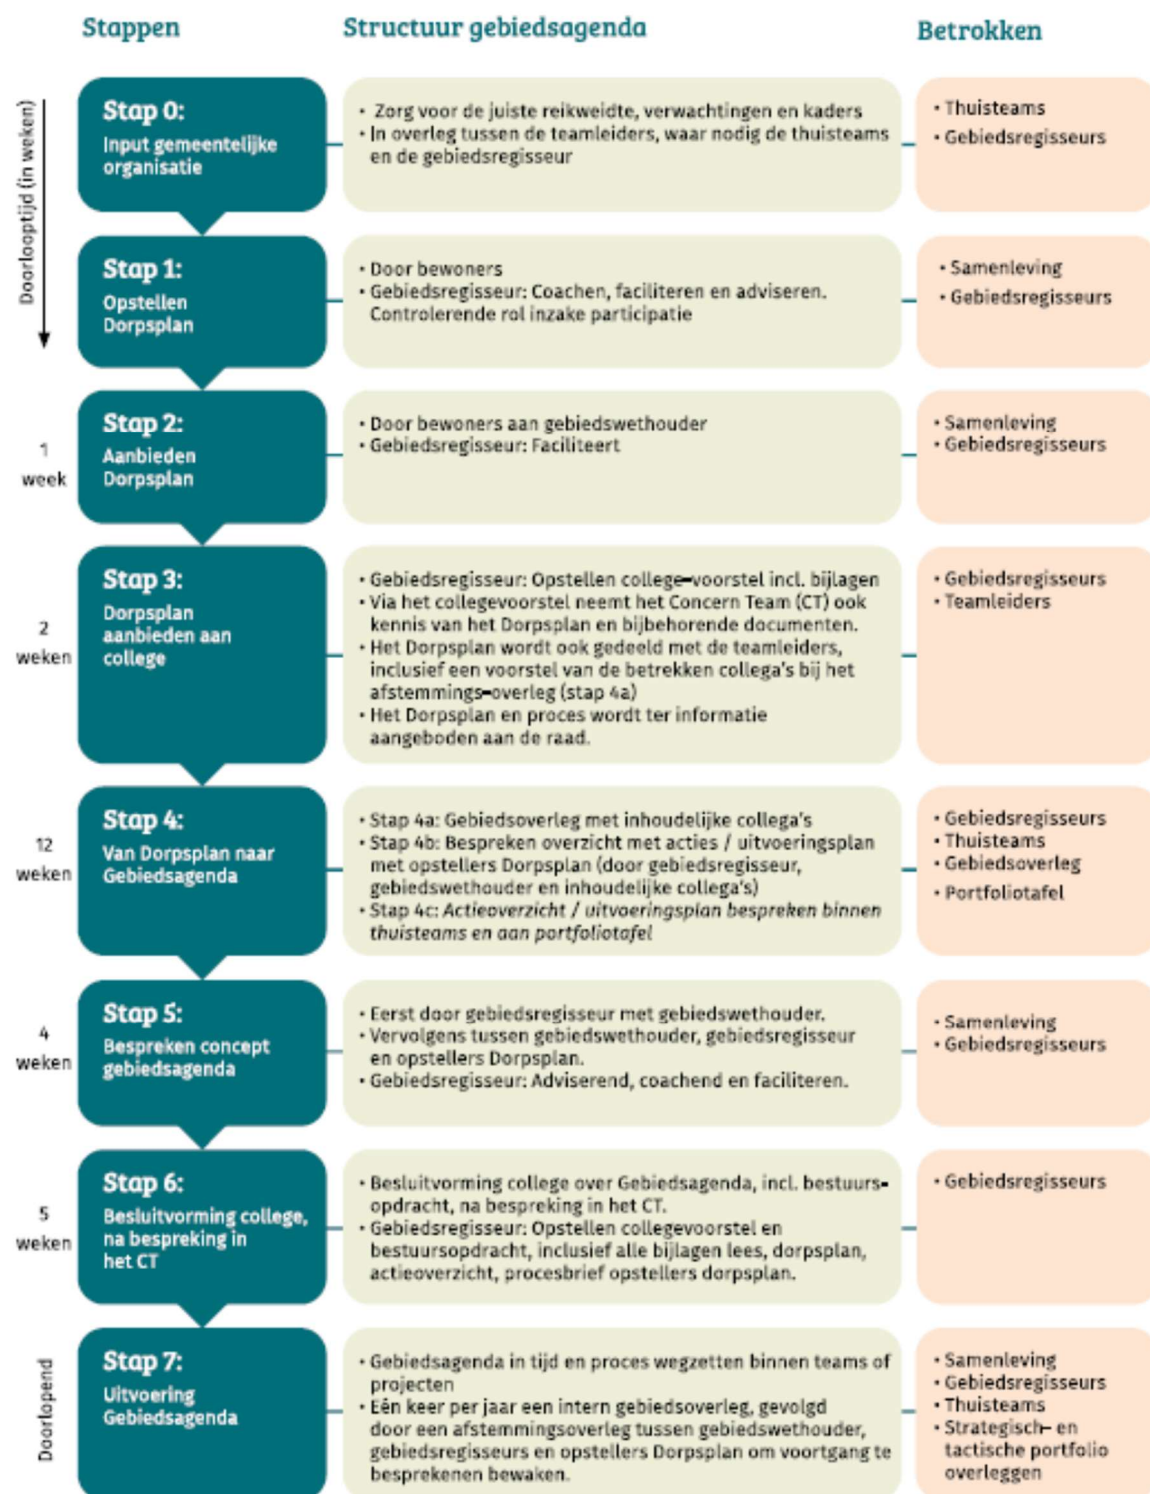 Stappen
Structuur gebiedsagenda
Betrokken
Doorlooptijd (in weken)
Stap 0:
Input gemeentelijke
organisatie
• Zorg voor de juiste reikweidte, verwachtingen en kaders
• In overleg tussen de teamleiders, waar nodig de thuisteams
en de gebiedsregisseur
• Thuisteams
• Gebiedsregisseurs
Stap 1:
Opstellen
Dorpsplan
• Door bewoners
• Gebiedsregisseur: Coachen, faciliteren en adviseren.
Controlerende rol inzake participatie
• Samenleving
• Gebiedsregisseurs
1
week
Stap 2:
Aanbieden
Dorpsplan
• Door bewoners aan gebiedswethouder
• Gebiedsregisseur: Faciliteert
• Samenleving
• Gebiedsregisseurs
2
weken
Stap 3:
Dorpsplan
aanbieden aan
college
• Gebiedsregisseur: Opstellen college-voorstel incl. bijlagen
• Via het collegevoorstel neemt het Concern Team (CT) ook
kennis van het Dorpsplan en bijbehorende documenten.
• Het Dorpsplan wordt ook gedeeld met de teamleiders,
inclusief een voorstel van de betrekken collega's bij het
afstemmings-overleg (stap 4a)
• Het Dorpsplan en proces wordt ter informatie
aangeboden aan de raad.
• Gebiedsregisseurs
• Teamleiders
12
weken
Stap 4:
Van Dorpsplan naar
Gebiedsagenda
• Stap 4a: Gebiedsoverleg met inhoudelijke collega's
• Stap 4b: Bespreken overzicht met acties / uitvoeringsplan
met opstellers Dorpsplan (door gebiedsregisseur,
gebiedswethouder en inhoudelijke collega's)
• Stap 4c: Actieoverzicht / uitvoeringsplan bespreken binnen
thuisteams en aan portfoliotafel
• Gebiedsregisseurs
• Thuisteams
• Gebiedsoverleg
• Portfoliotafel
4
weken
Stap 5:
Bespreken concept
gebiedsagenda
• Eerst door gebiedsregisseur met gebiedswethouder.
• Vervolgens tussen gebiedswethouder, gebiedsregisseur
en opstellers Dorpsplan.
• Gebiedsregisseur: Adviserend, coachend en faciliteren.
• Samenleving
• Gebiedsregisseurs
5
weken
Stap 6:
Besluitvorming college,
na bespreking in
het CT
• Besluitvorming college over Gebiedsagenda, incl. bestuurs-
opdracht, na bespreking in het CT.
• Gebiedsregisseur: Opstellen collegevoorstel en
bestuursopdracht, inclusief alle bijlagen lees, dorpsplan,
actieoverzicht, procesbrief opstellers dorpsplan.
• Gebiedsregisseurs
Doorlopend
Stap 7:
Uitvoering
Gebiedsagenda
• Gebiedsagenda in tijd en proces wegzetten binnen teams of
projecten
• Eén keer per jaar een intern gebiedsoverleg, gevolgd
door een afstemmingsoverleg tussen gebiedswethouder,
gebiedsregisseurs en opstellers Dorpsplan om voortgang te
besprekenen bewaken.
• Samenleving
• Gebiedsregisseurs
• Thuisteams
• Strategisch- en
tactische portfolio
overleggen